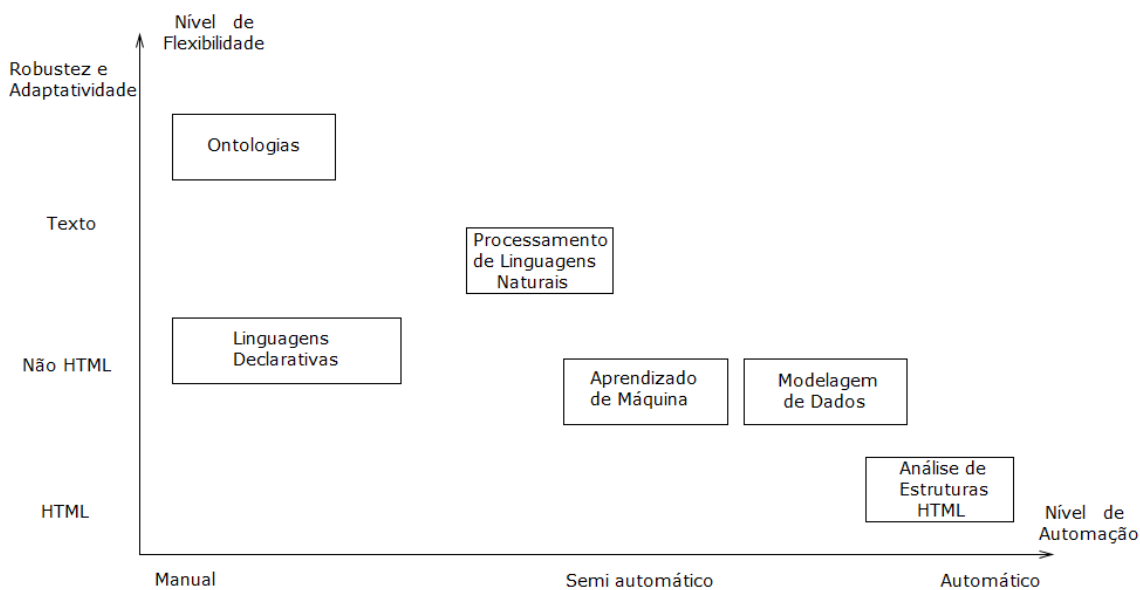 Nível de
Flexibilidade
Robustez e
Adaptatividade
Ontologias
Texto
Processamento
de Linguagens
Naturais
Linguagens
Declarativas
Não HTML
Aprendizado
de Máquina
Modelagem
de Dados
Análise de
Estruturas
HTML
HTML
Nível de
Automação
Manual
Semi automático
Automático